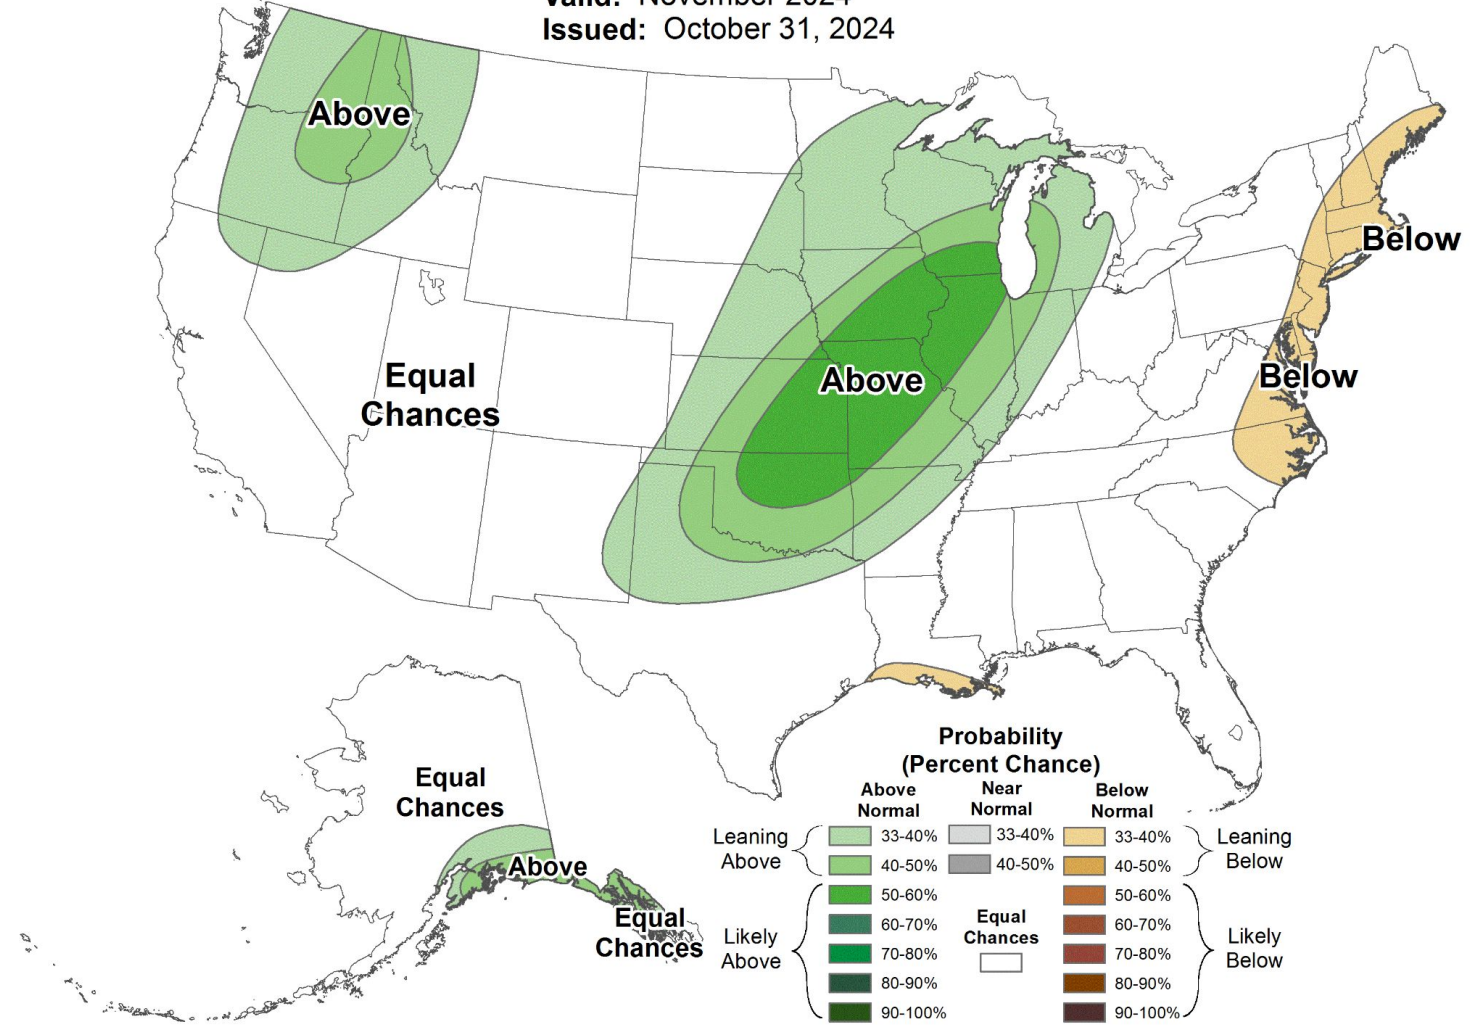 Valid: November 2024
Issued: October 31, 2024
Above
Below
Equal
Chances
Above
Below
Equal
Chances
Above
Equal
Chances
Probability
(Percent Chance)
Above
Normal
Near
Normal
Below
Normal
Leaning
Above
33-40%
33-40%
33-40%
Leaning
Below
40-50%
40-50%
40-50%
50-60%
50-60%
60-70%
Equal
Chances
60-70%
Likely
Above
70-80%
70-80%
Likely
Below
80-90%
80-90%
90-100%
90-100%